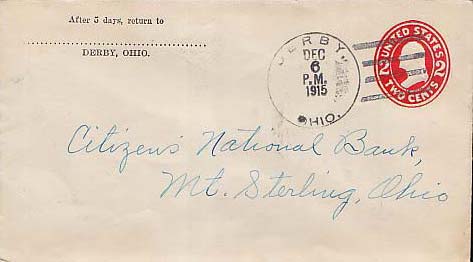 After 5 days, return to
DERBY, OHIO.
DERBY
DEC
6
P.M.
1915
OHIO.
UNITED STATES
2 2
TWO CENTS
Citizen's National Bank,
Mt. Sterling, Ohio